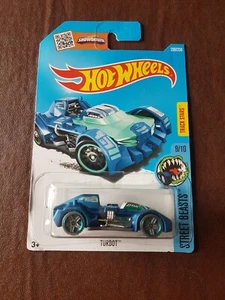 HOT WHEELS
TRACK STARS
9/10
STREET BEASTS
TURBOT
3+